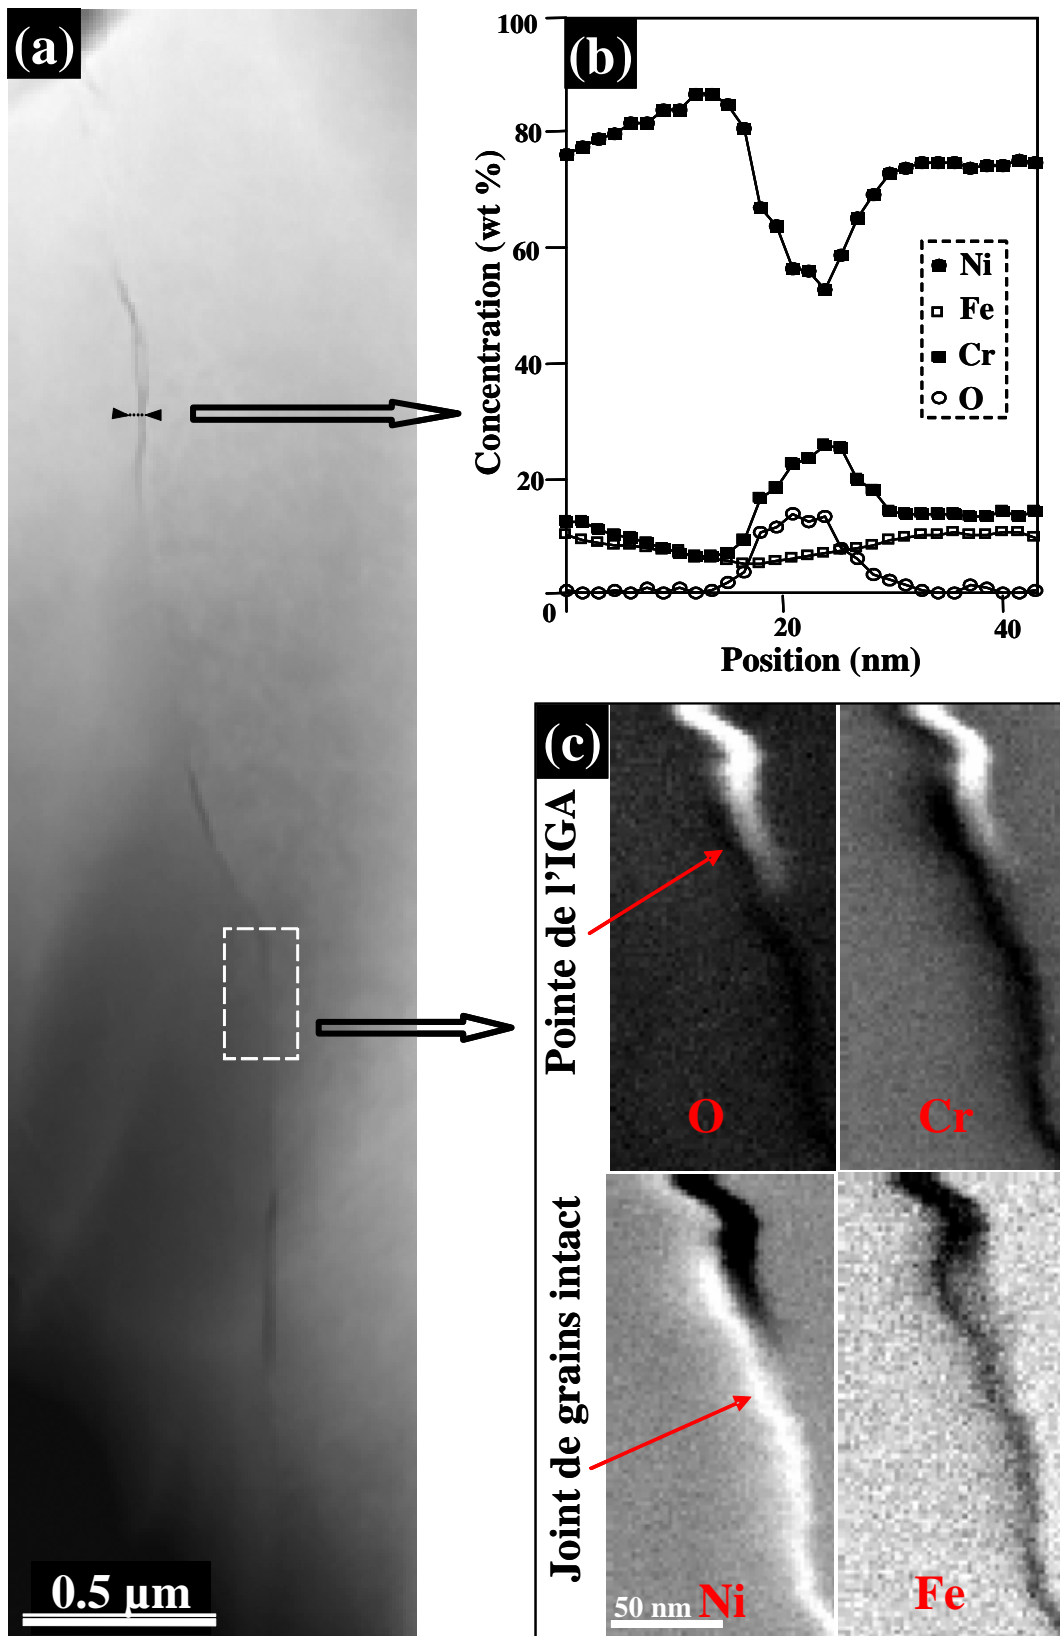 (a)
0.5 µm
(b)
100
80
60
40
20
0
20
40
Concentration (wt %)
Position (nm)
Ni
Fe
Cr
O
(c)
Pointe de l’IGA
Joint de grains intact
O
Cr
50 nm
Ni
Fe